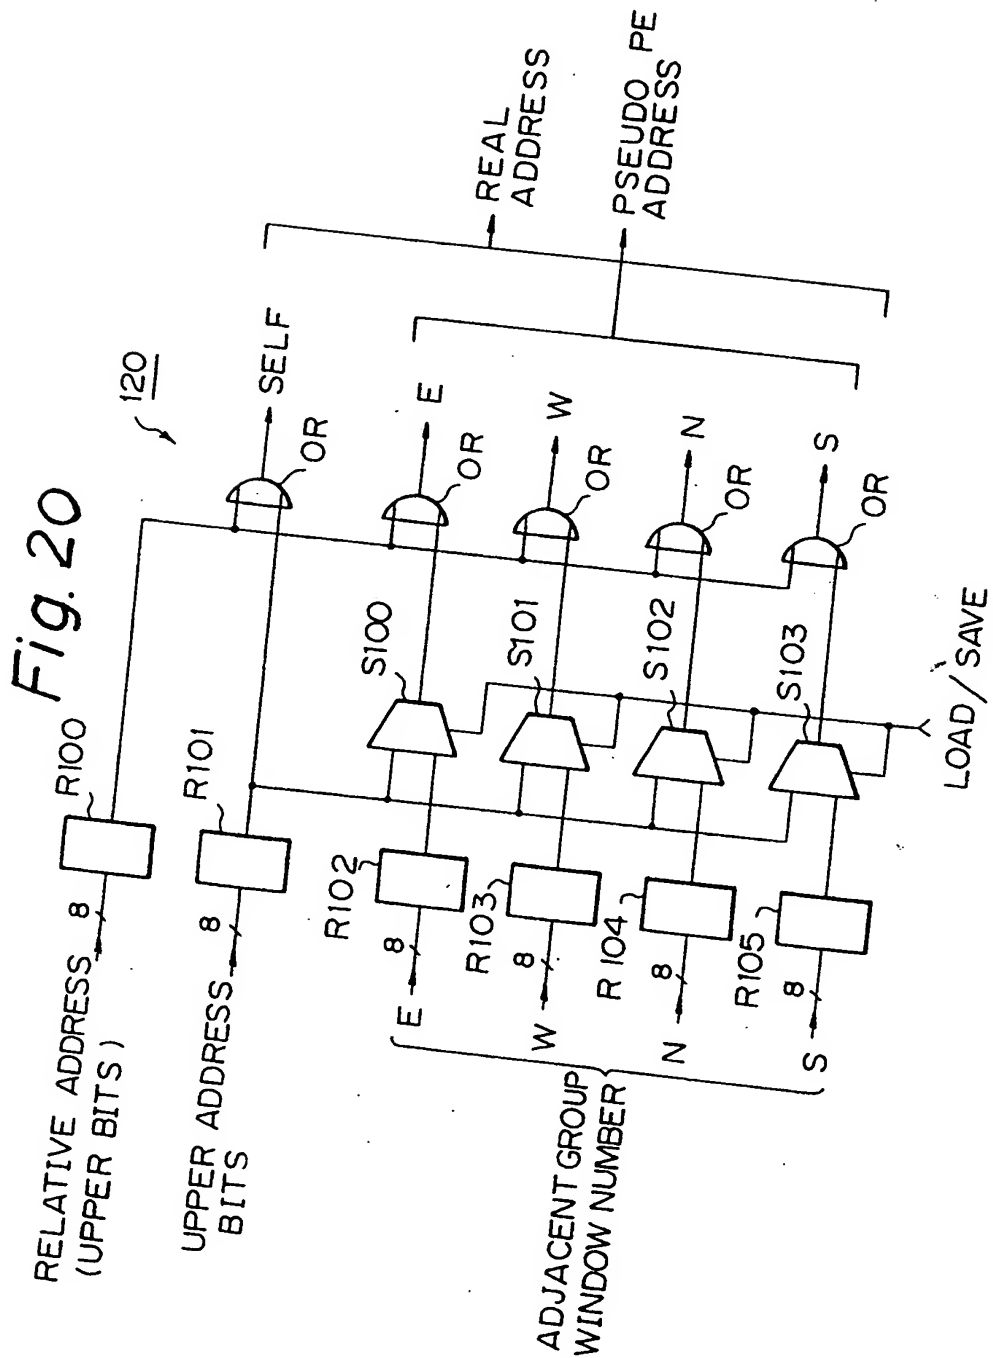 Fig. 20
120
RELATIVE ADDRESS
(UPPER BITS)
8
R100
UPPER ADDRESS
BITS
8
R101
SELF
OR
ADJACENT GROUP
WINDOW NUMBER
E
8
R102
S100
OR
E
W
8
R103
S101
OR
W
N
8
R104
S102
OR
N
S
8
R105
S103
OR
S
LOAD/SAVE
REAL
ADDRESS
PSEUDO PE
ADDRESS